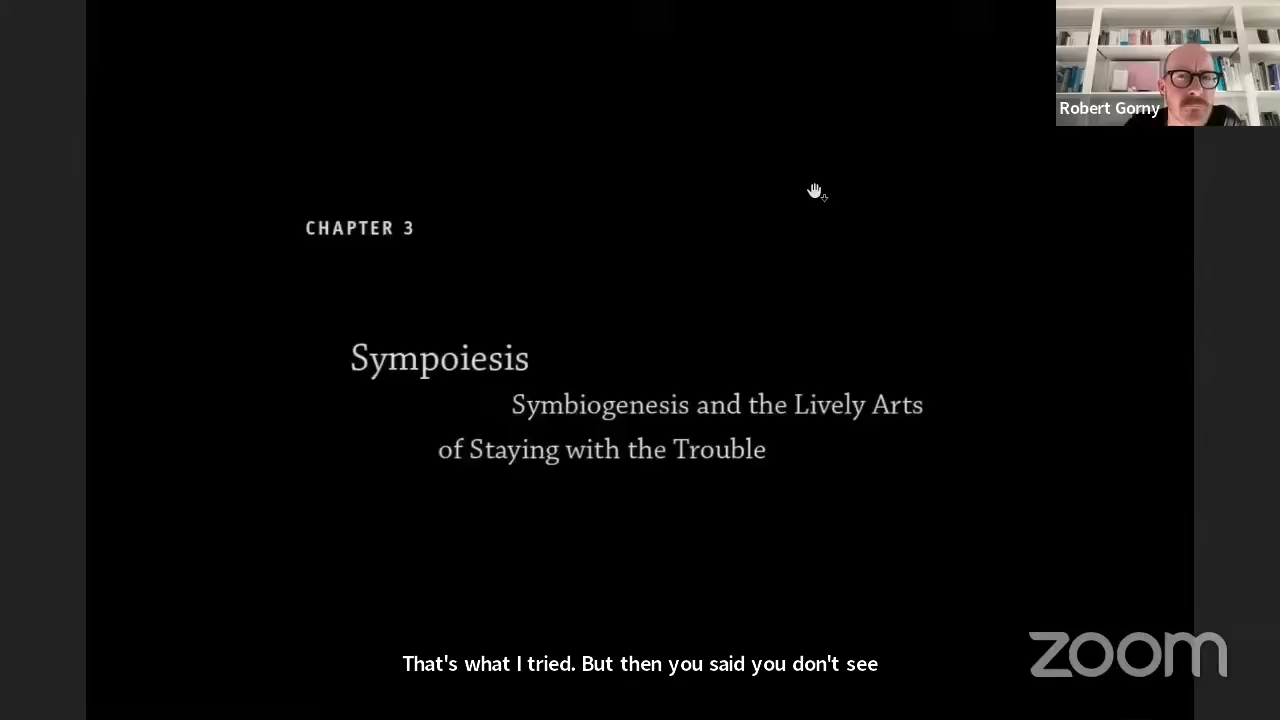 Robert Gorny
CHAPTER 3
Sympoiesis
Symbiogenesis and the Lively Arts
of Staying with the Trouble
That's what I tried. But then you said you don't see
zoom